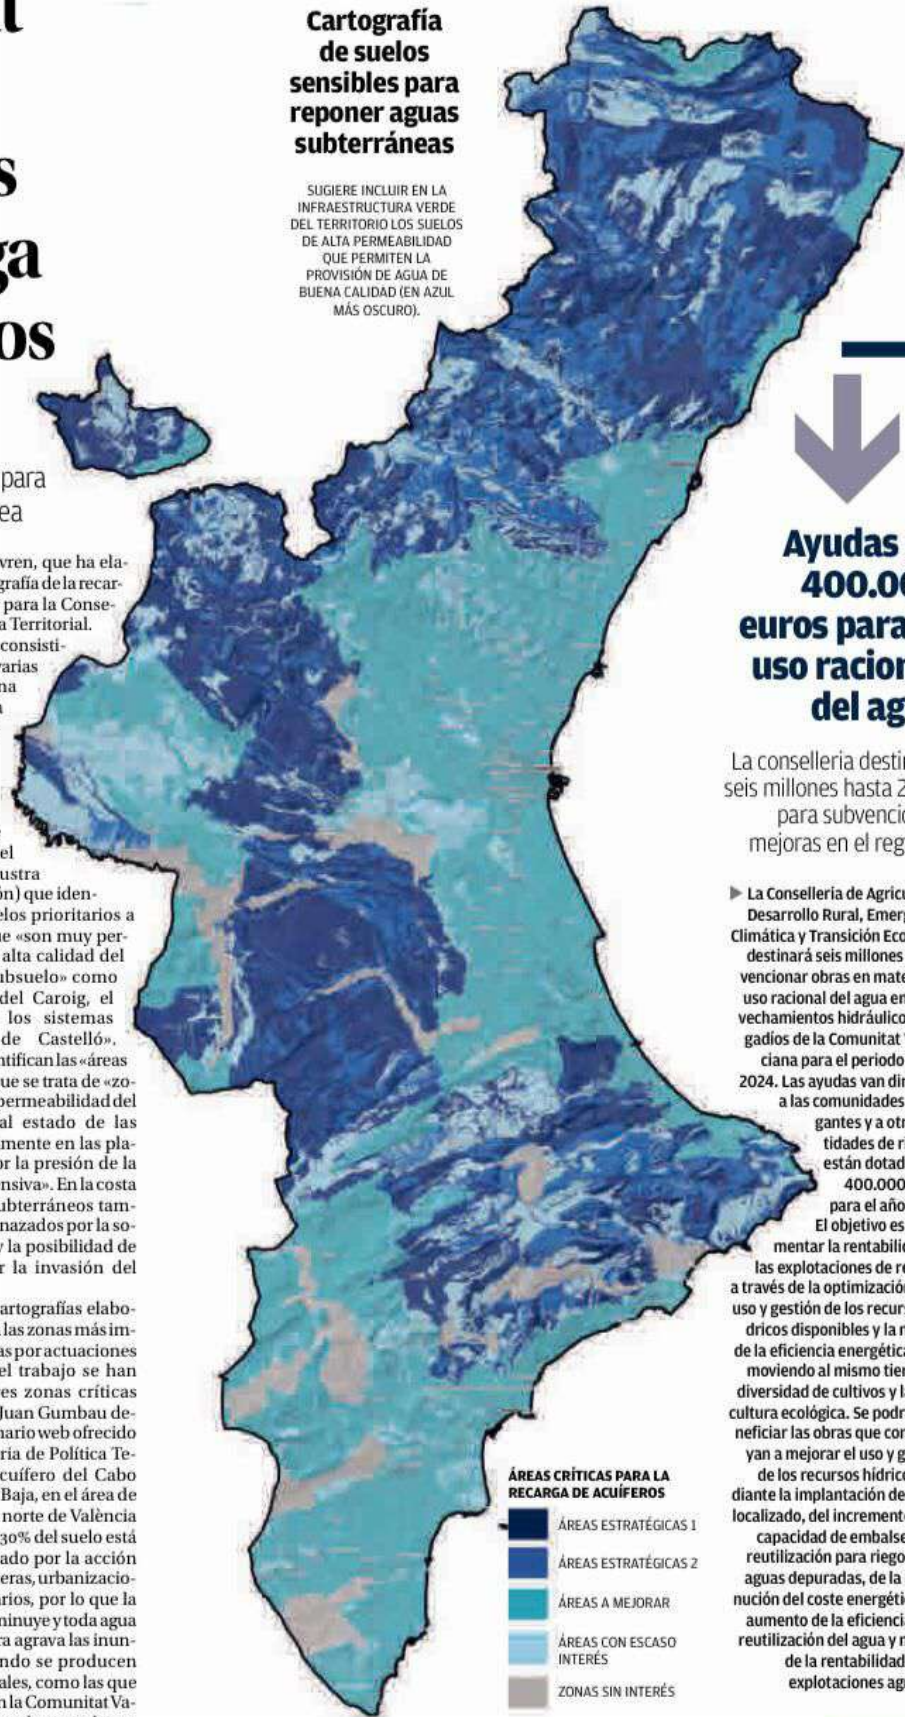 s
ga
os
para
ea
Cartografía
de suelos
sensibles para
reponer aguas
subterráneas
SUGIERE INCLUIR EN LA
INFRAESTRUCTURA VERDE
DEL TERRITORIO LOS SUELOS
DE ALTA PERMEABILIDAD
QUE PERMITEN LA
PROVISIÓN DE AGUA DE
BUENA CALIDAD (EN AZUL
MÁS OSCURO).
vren, que ha ela-
grafía de la recar-
para la Conse-
a Territorial.
consisti-
varias
na
el
ustra
ón) que iden-
elos prioritarios a
ue «son muy per-
alta calidad del
ubsuelo» como
del Caroig, el
los sistemas
de Castelló».
ntifican las «áreas
ue se trata de «zo-
permeabilidad del
al estado de las
mente en las pla-
or la presión de la
ensiva». En la costa
ubterráneos tam-
nazados por la so-
y la posibilidad de
r la invasión del
artografías elabo-
las zonas más im-
as por actuaciones
el trabajo se han
es zonas críticas
Juan Gumbau de-
nario web ofrecido
ria de Política Te-
cuífero del Cabo
Baja, en el área de
norte de València
30% del suelo está
ado por la acción
eras, urbanizacio-
arios, por lo que la
minuye y toda agua
ra agrava las inun-
ndo se producen
ales, como las que
n la Comunitat Va-
Ayudas
400.00
euros para
uso racion
del ag
La conselleria destin
seis millones hasta 2
para subvencio
mejoras en el reg
▶ La Conselleria de Agricu
Desarrollo Rural, Emerg
Climática y Transición Eco
destinará seis millones
vencionar obras en mate
uso racional del agua en
vechamientos hidráulico
gadíos de la Comunitat
ciana para el periodo
2024. Las ayudas van dir
a las comunidades
gantes y a otr
tidades de ri
están dotad
400.000
para el año
El objetivo es
mentar la rentabilid
las explotaciones de re
a través de la optimización
uso y gestión de los recurs
dricos disponibles y la m
de la eficiencia energética
moviendo al mismo tien
diversidad de cultivos y la
cultura ecológica. Se podr
neficiar las obras que con
yan a mejorar el uso y g
de los recursos hídrico
diante la implantación de
localizado, del incremento
capacidad de embalse
reutilización para riego
aguas depuradas, de la
nución del coste energéti
aumento de la eficiencia
reutilización del agua y m
de la rentabilidad
explotaciones agr
ÁREAS CRÍTICAS PARA LA
RECARGA DE ACUÍFEROS
ÁREAS ESTRATÉGICAS 1
ÁREAS ESTRATÉGICAS 2
ÁREAS A MEJORAR
ÁREAS CON ESCASO
INTERÉS
ZONAS SIN INTERÉS